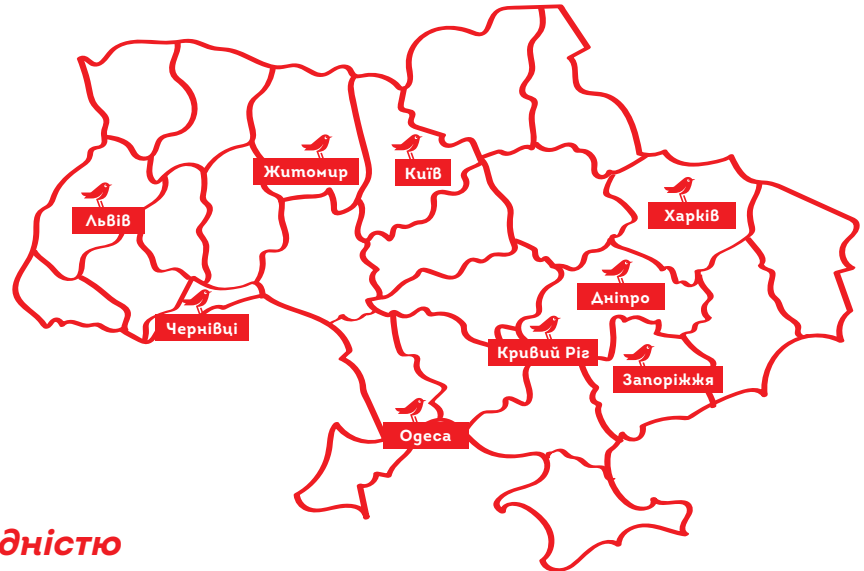 Житомир
Київ
Львів
Харків
Дніпро
Чернівці
Кривий Ріг
Запоріжжя
Одеса
дністю